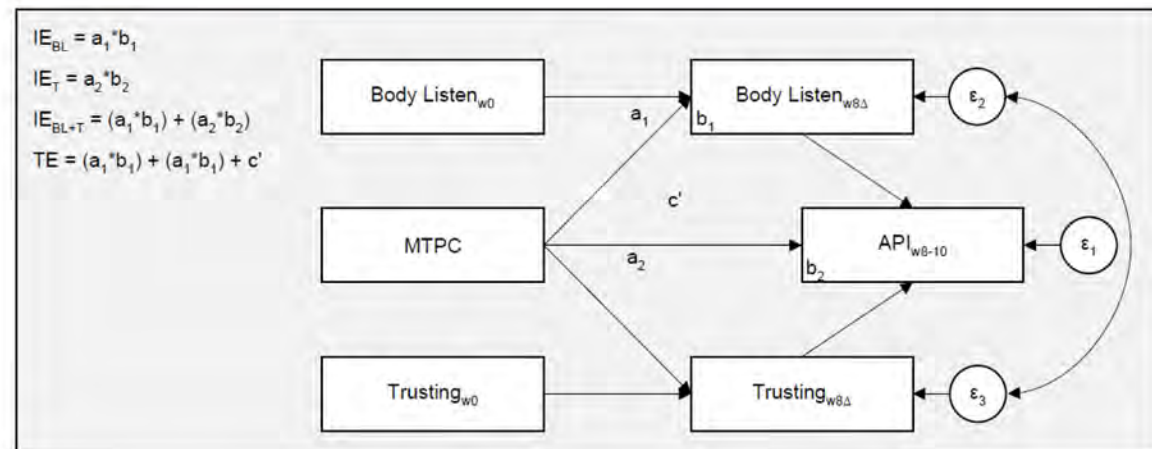 IE_BL = a_1*b_1
IE_T = a_2*b_2
IE_BL+T = (a_1*b_1) + (a_2*b_2)
TE = (a_1*b_1) + (a_1*b_1) + c'
Body Listen_w0
a_1
Body Listen_w8Δ
b_1
ε_2
MTPC
c'
a_2
API_w8-10
b_2
ε_1
Trusting_w0
Trusting_w8Δ
ε_3